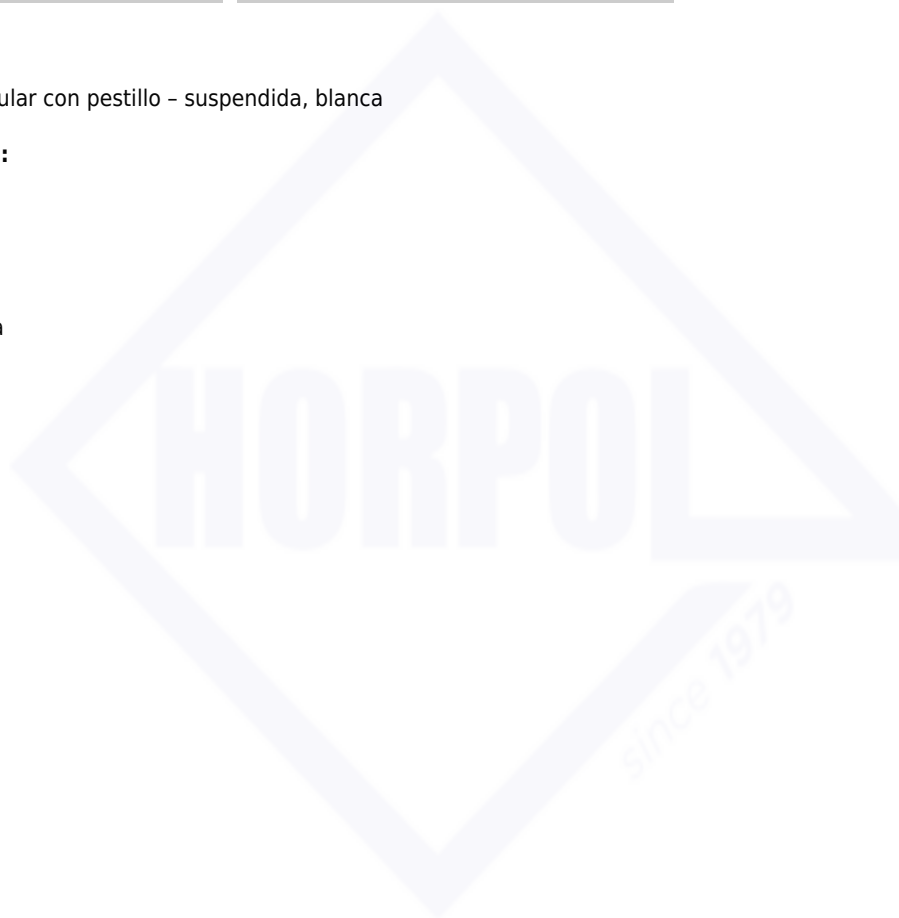 ular con pestillo – suspendida, blanca
:
a
HORPOL
since 1979